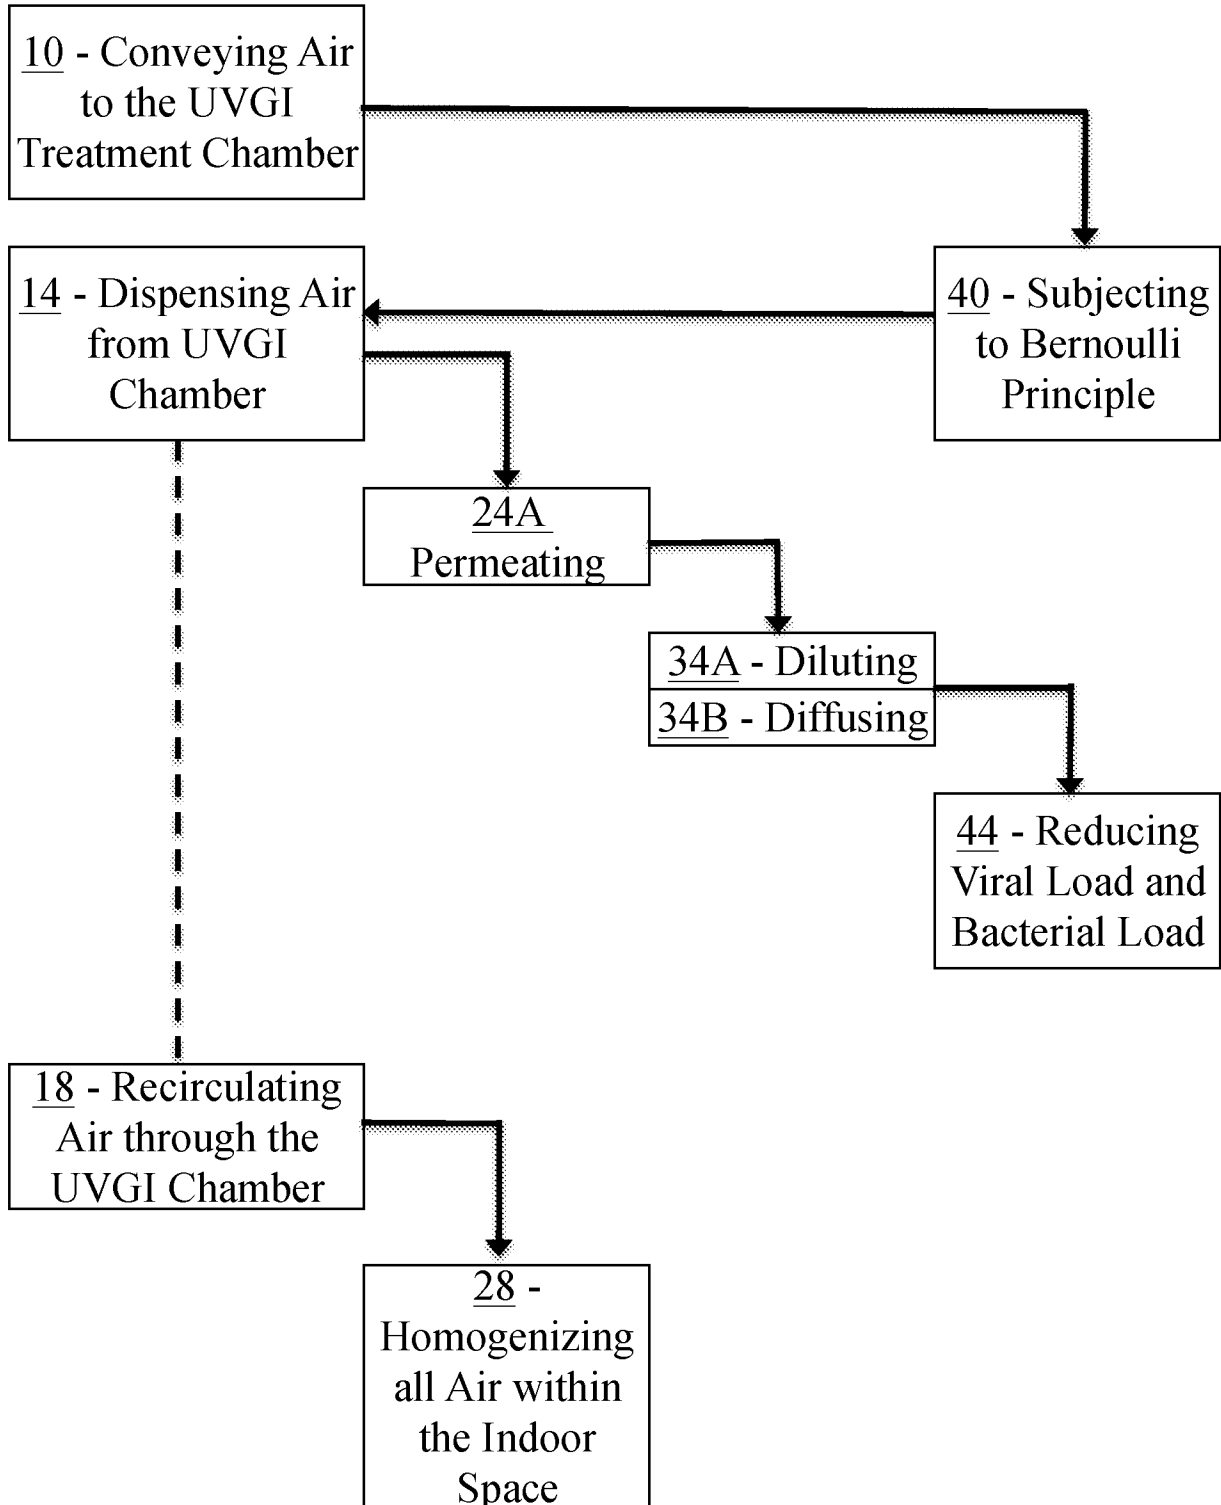 10 - Conveying Air
to the UVGI
Treatment Chamber
14 - Dispensing Air
from UVGI
Chamber
40 - Subjecting
to Bernoulli
Principle
24A
Permeating
34A - Diluting
34B - Diffusing
44 - Reducing
Viral Load and
Bacterial Load
18 - Recirculating
Air through the
UVGI Chamber
28 -
Homogenizing
all Air within
the Indoor
Space